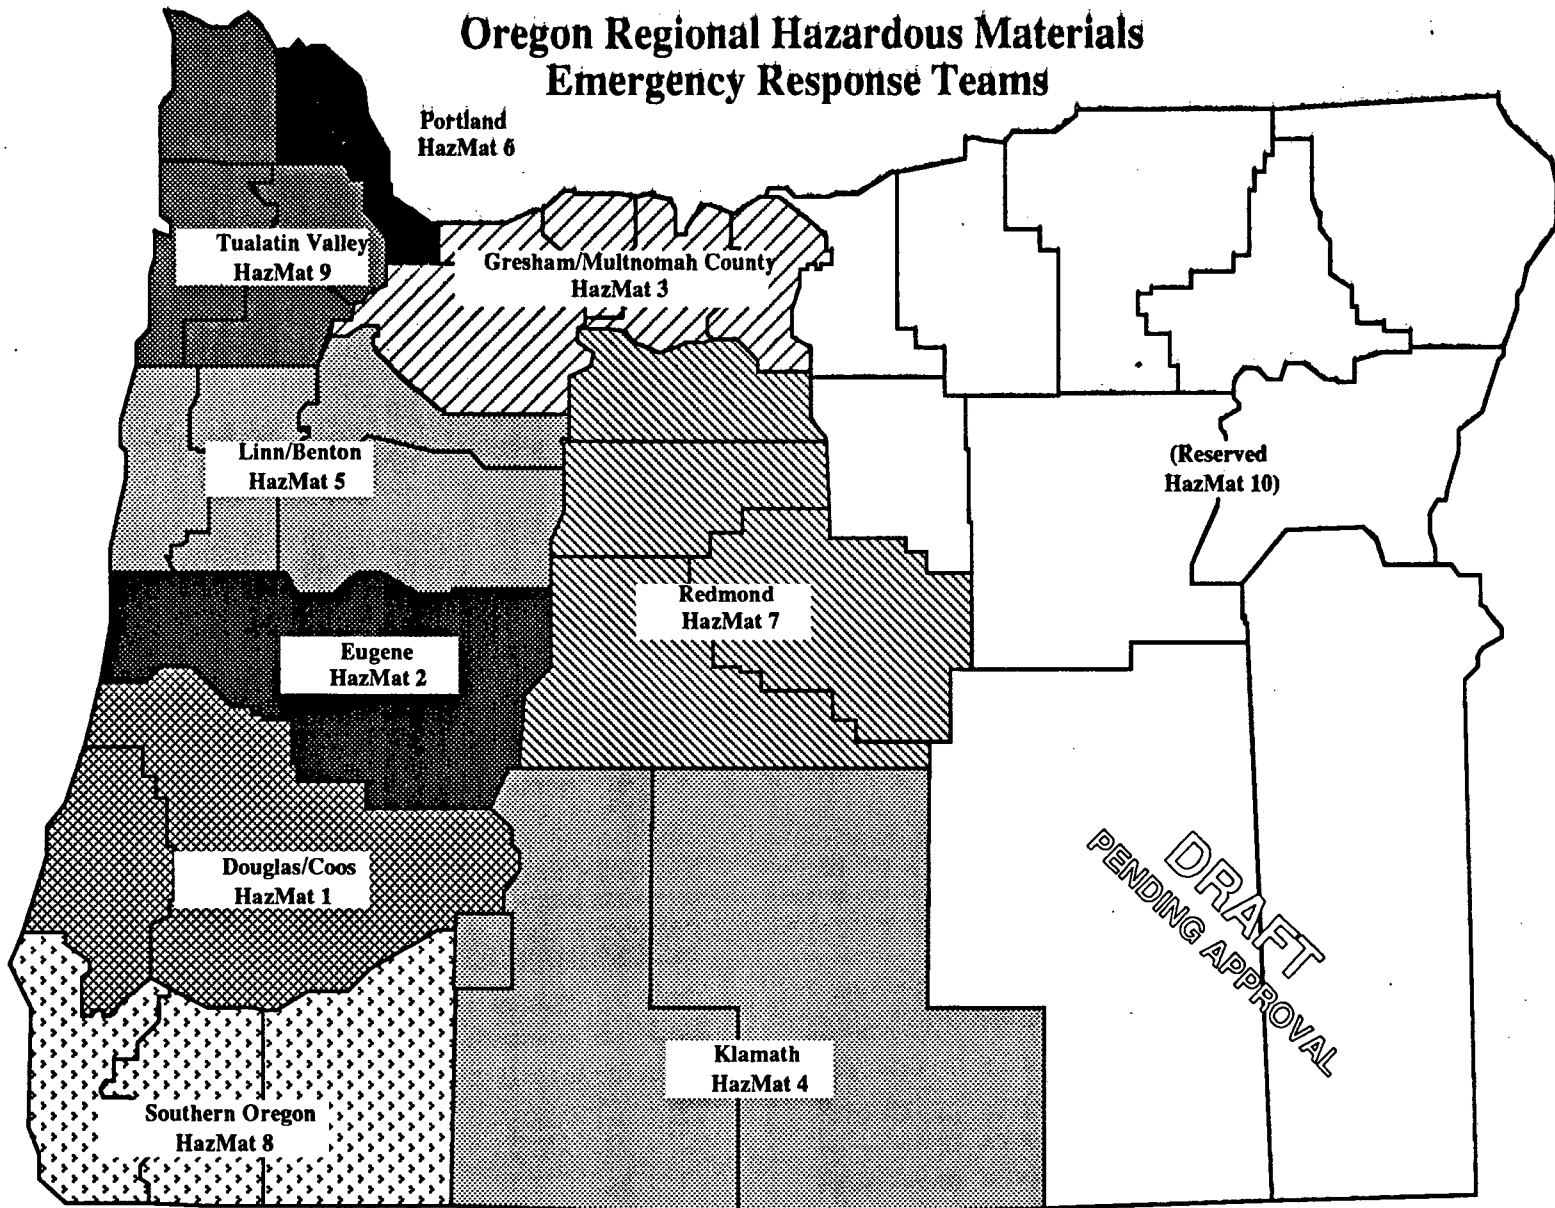 Oregon Regional Hazardous Materials
Emergency Response Teams
Portland
HazMat 6
Tualatin Valley
HazMat 9
Gresham/Multnomah County
HazMat 3
Linn/Benton
HazMat 5
(Reserved
HazMat 10)
Redmond
HazMat 7
Eugene
HazMat 2
Douglas/Coos
HazMat 1
DRAFT
PENDING APPROVAL
Klamath
HazMat 4
Southern Oregon
HazMat 8